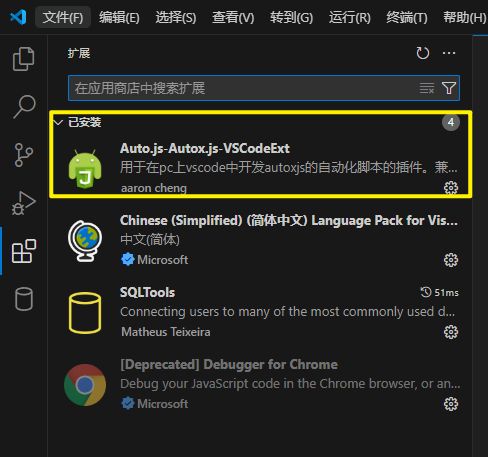 文件(F) 编辑(E) 选择(S) 查看(V) 转到(G) 运行(R) 终端(T) 帮助(H)
扩展
在应用商店中搜索扩展
已安装 4
Auto.js-Autox.js-VSCodeExt
用于在pc上vscode中开发autoxjs的自动化脚本的插件。兼...
aaron cheng
Chinese (Simplified) (简体中文) Language Pack for Vis...
中文(简体)
Microsoft
SQLTools 51ms
Connecting users to many of the most commonly used d...
Matheus Teixeira
[Deprecated] Debugger for Chrome
Debug your JavaScript code in the Chrome browser, or an...
Microsoft